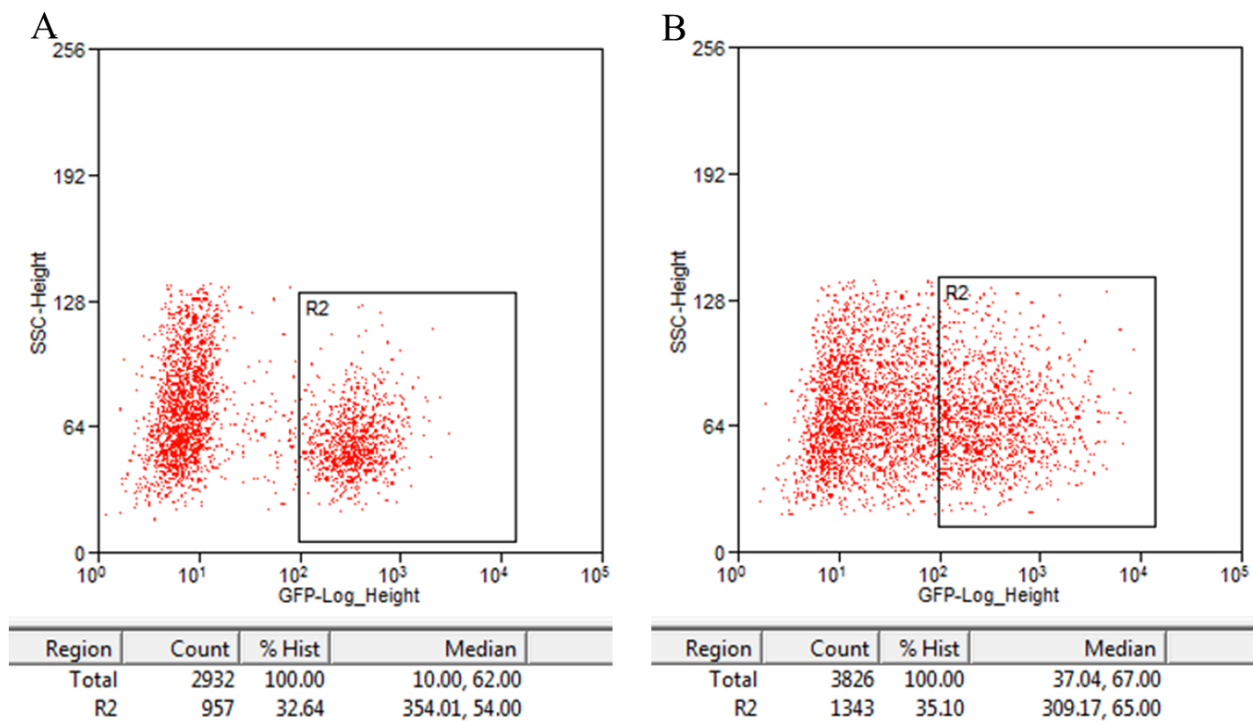 A
256
192
128
64
0
SSC-Height
R2
10^0 10^1 10^2 10^3 10^4 10^5
GFP-Log_Height
Region Count % Hist Median
Total 2932 100.00 10.00, 62.00
R2 957 32.64 354.01, 54.00
B
256
192
128
64
0
SSC-Height
R2
10^0 10^1 10^2 10^3 10^4 10^5
GFP-Log_Height
Region Count % Hist Median
Total 3826 100.00 37.04, 67.00
R2 1343 35.10 309.17, 65.00